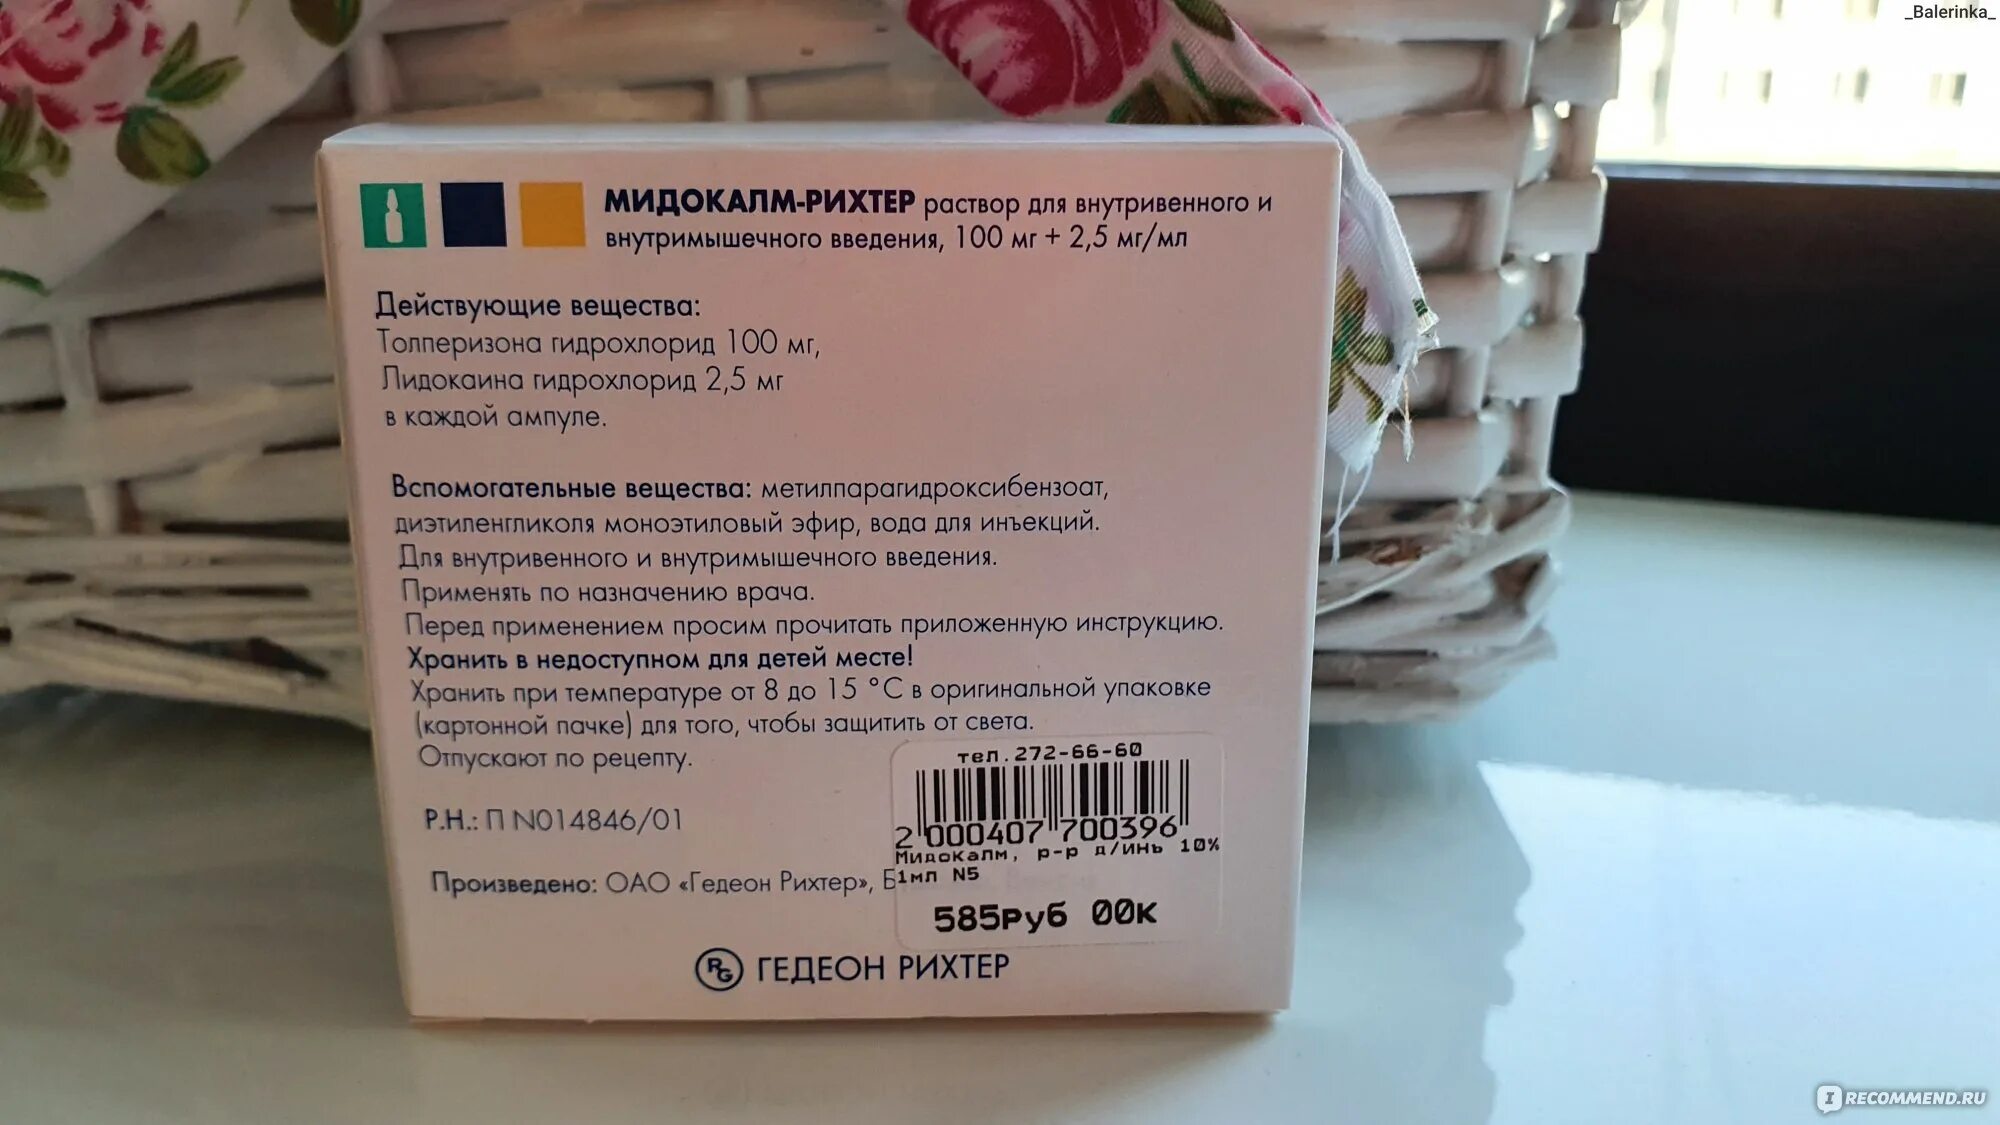 _Balerinka_
МИДОКАЛМ-РИХТЕР раствор для внутривенного и
внутримышечного введения, 100 мг + 2,5 мг/мл
Действующие вещества:
Толперизона гидрохлорид 100 мг,
Лидокаина гидрохлорид 2,5 мг
в каждой ампуле.
Вспомогательные вещества: метилпарагидроксибензоат,
диэтиленгликоля моноэтиловый эфир, вода для инъекций.
Для внутривенного и внутримышечного введения.
Применять по назначению врача.
Перед применением просим прочитать приложенную инструкцию.
Хранить в недоступном для детей месте!
Хранить при температуре от 8 до 15 °C в оригинальной упаковке
(картонной пачке) для того, чтобы защитить от света.
Отпускают по рецепту.
Р.Н.: П N014846/01
Произведено: ОАО «Гедеон Рихтер»,
тел.272-66-60
2 000407 700396
Мидокалм, р-р д/инь 10%
1мл N5
585руб 00к
RG ГЕДЕОН РИХТЕР
I RECOMMEND.RU